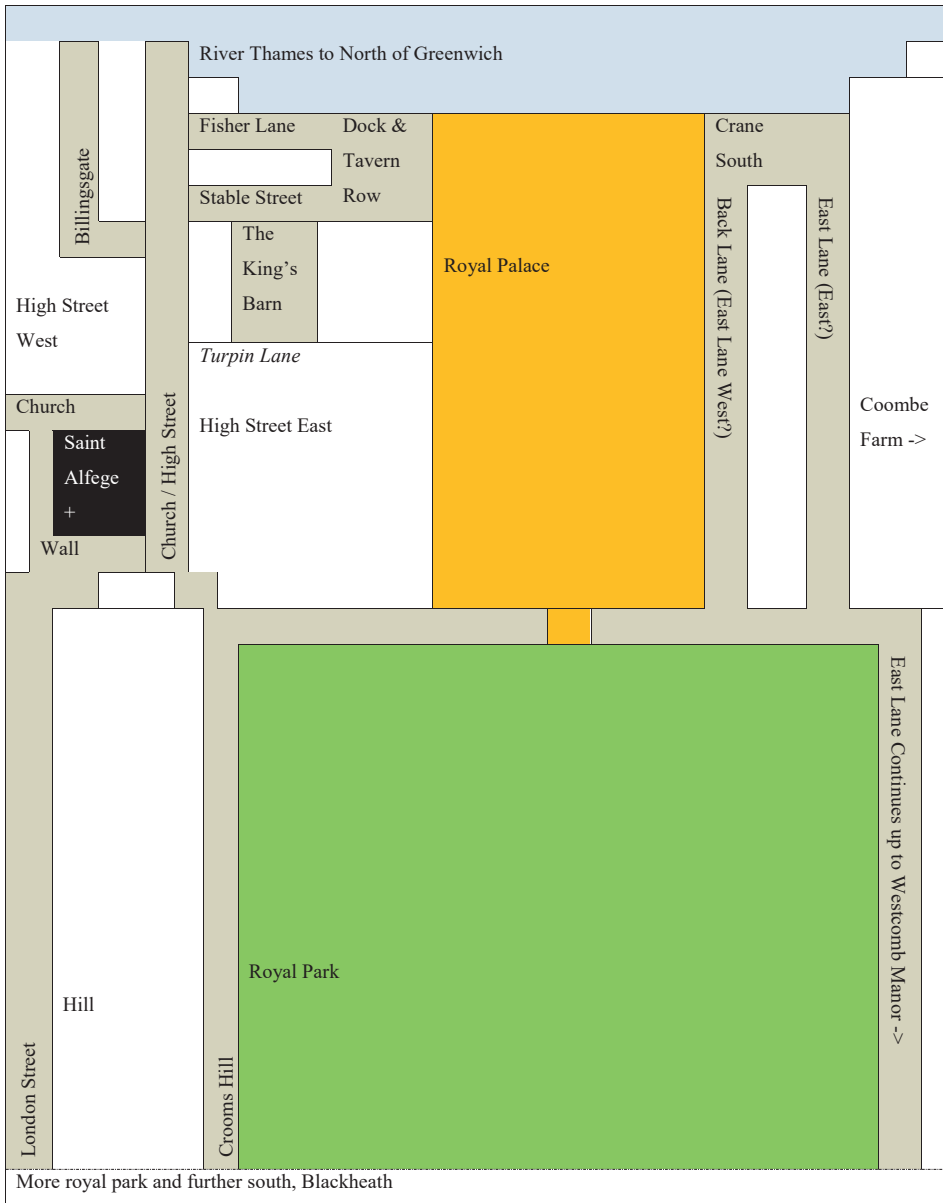 River Thames to North of Greenwich
Fisher Lane
Dock &
Tavern
Row
Crane
South
Billingsgate
Stable Street
The
King’s
Barn
Royal Palace
Back Lane (East Lane West?)
East Lane (East?)
High Street
West
Turpin Lane
Church
High Street East
Coombe
Farm ->
Saint
Alfege
+
Church / High Street
Wall
East Lane Continues up to Westcomb Manor ->
Royal Park
Hill
London Street
Crooms Hill
More royal park and further south, Blackheath